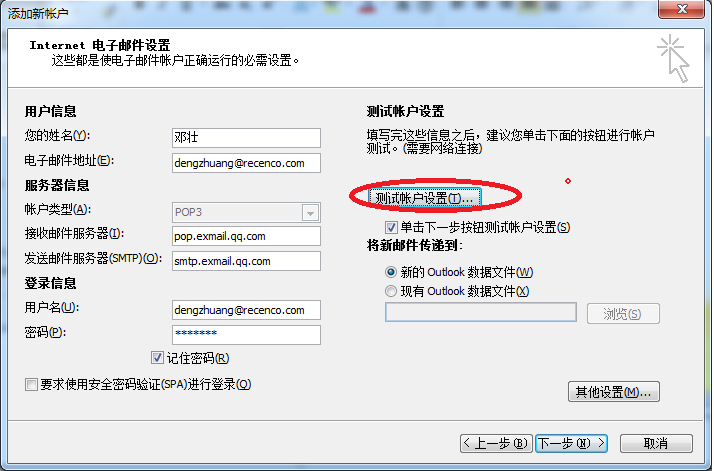 添加新帐户
Internet 电子邮件设置
这些都是使电子邮件帐户正确运行的必需设置。
用户信息
您的姓名(Y):
邓壮
电子邮件地址(E):
dengzhuang@recenco.com
服务器信息
帐户类型(A):
POP3
接收邮件服务器(I):
pop.exmail.qq.com
发送邮件服务器(SMTP)(O):
smtp.exmail.qq.com
登录信息
用户名(U):
dengzhuang@recenco.com
密码(P):
*******
记住密码(R)
要求使用安全密码验证(SPA)进行登录(Q)
测试帐户设置
填写完这些信息之后，建议您单击下面的按钮进行帐户
测试。(需要网络连接)
测试帐户设置(T)...
单击下一步按钮测试帐户设置(S)
将新邮件传递到:
新的 Outlook 数据文件(W)
现有 Outlook 数据文件(X)
浏览(S)
其他设置(M)...
< 上一步(B)
下一步(N) >
取消